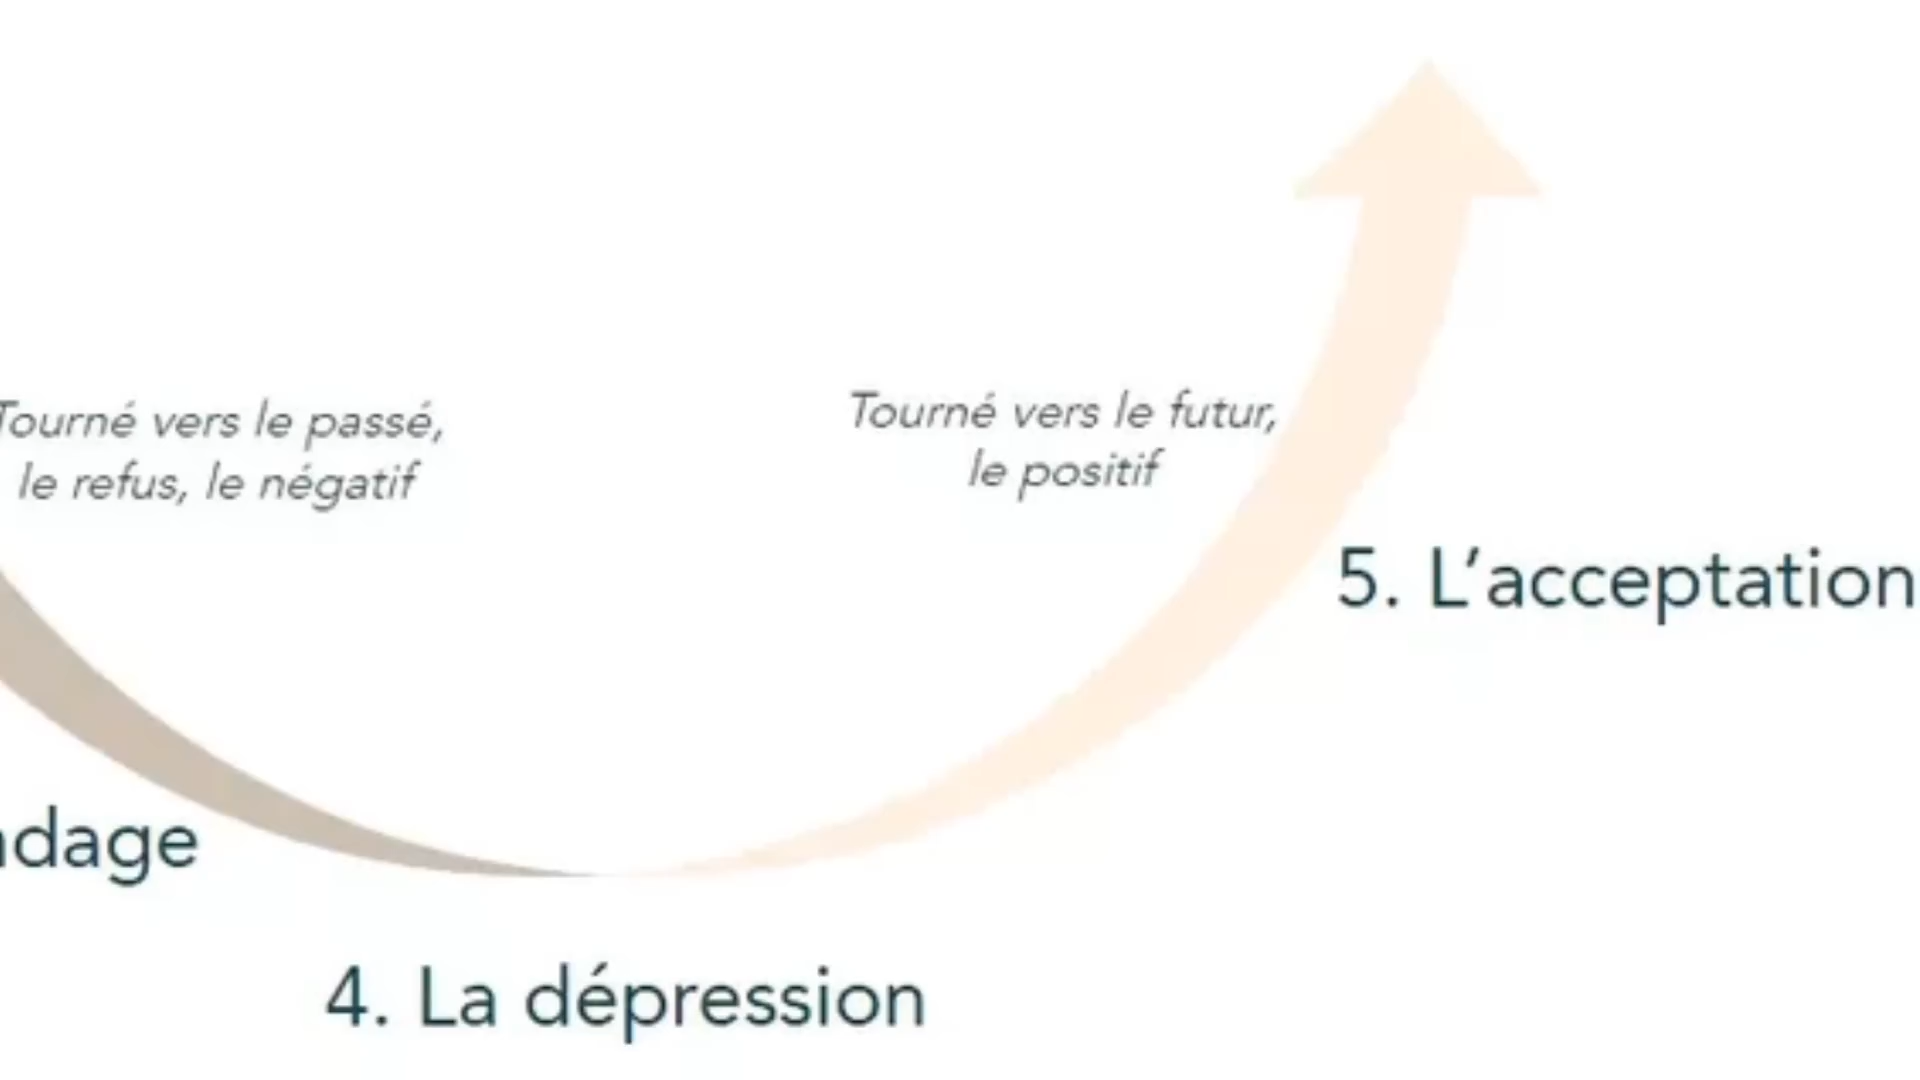 Tourné vers le passé,
le refus, le négatif
Tourné vers le futur,
le positif
5. L’acceptation
4. La dépression